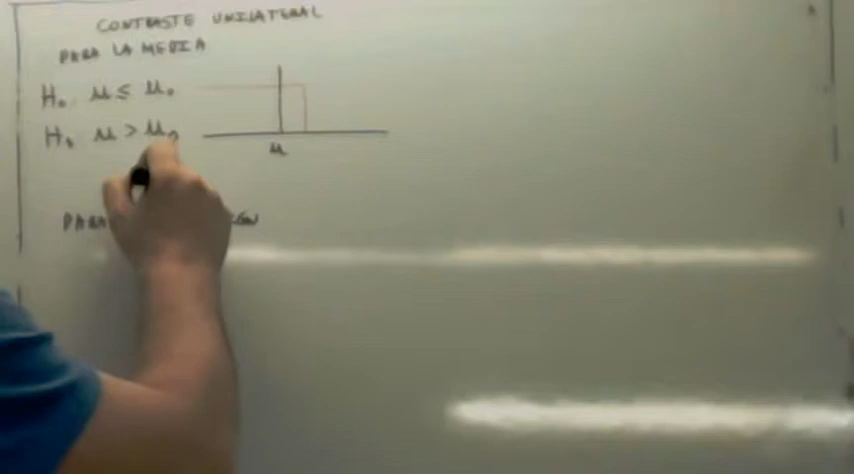 CONTRASTE UNILATERAL
PARA LA MEDIA
H₀ μ ≤ μ₀
H₁ μ > μ₀
μ
PARA